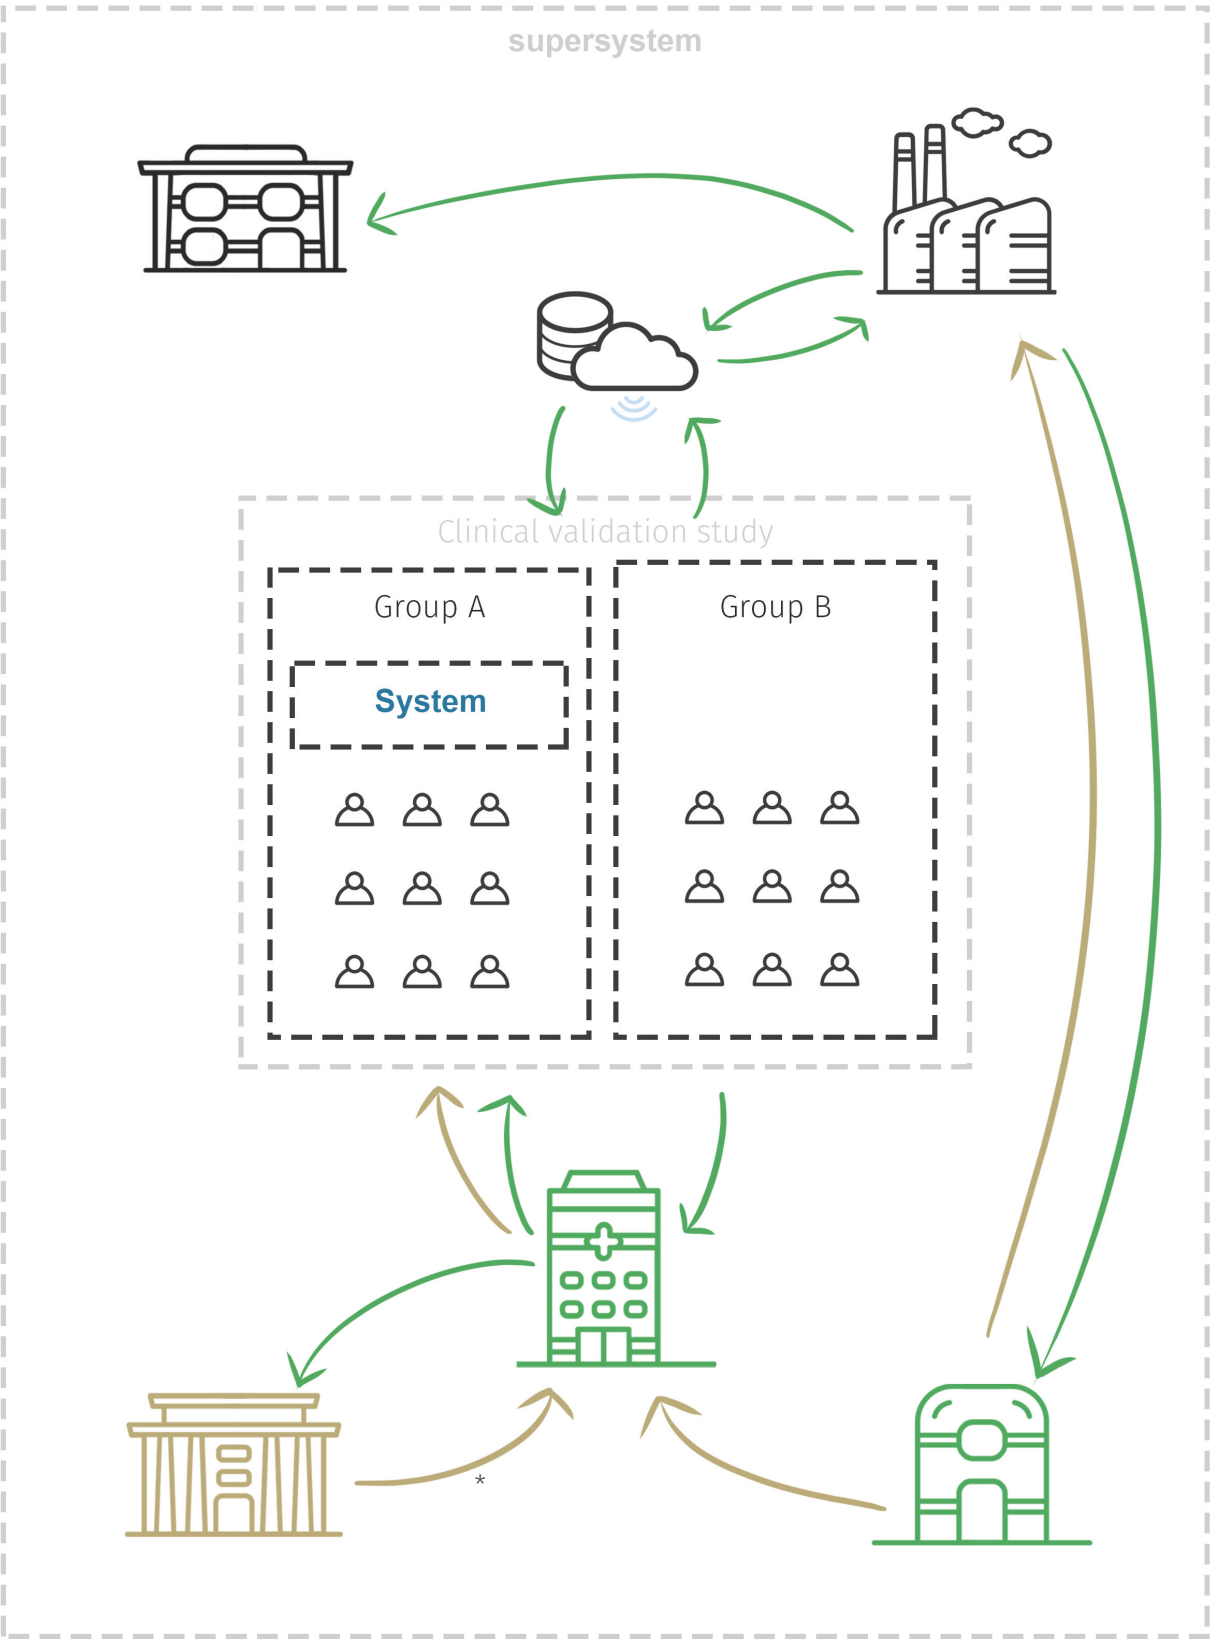 supersystem
Clinical validation study
Group A
Group B
System
*